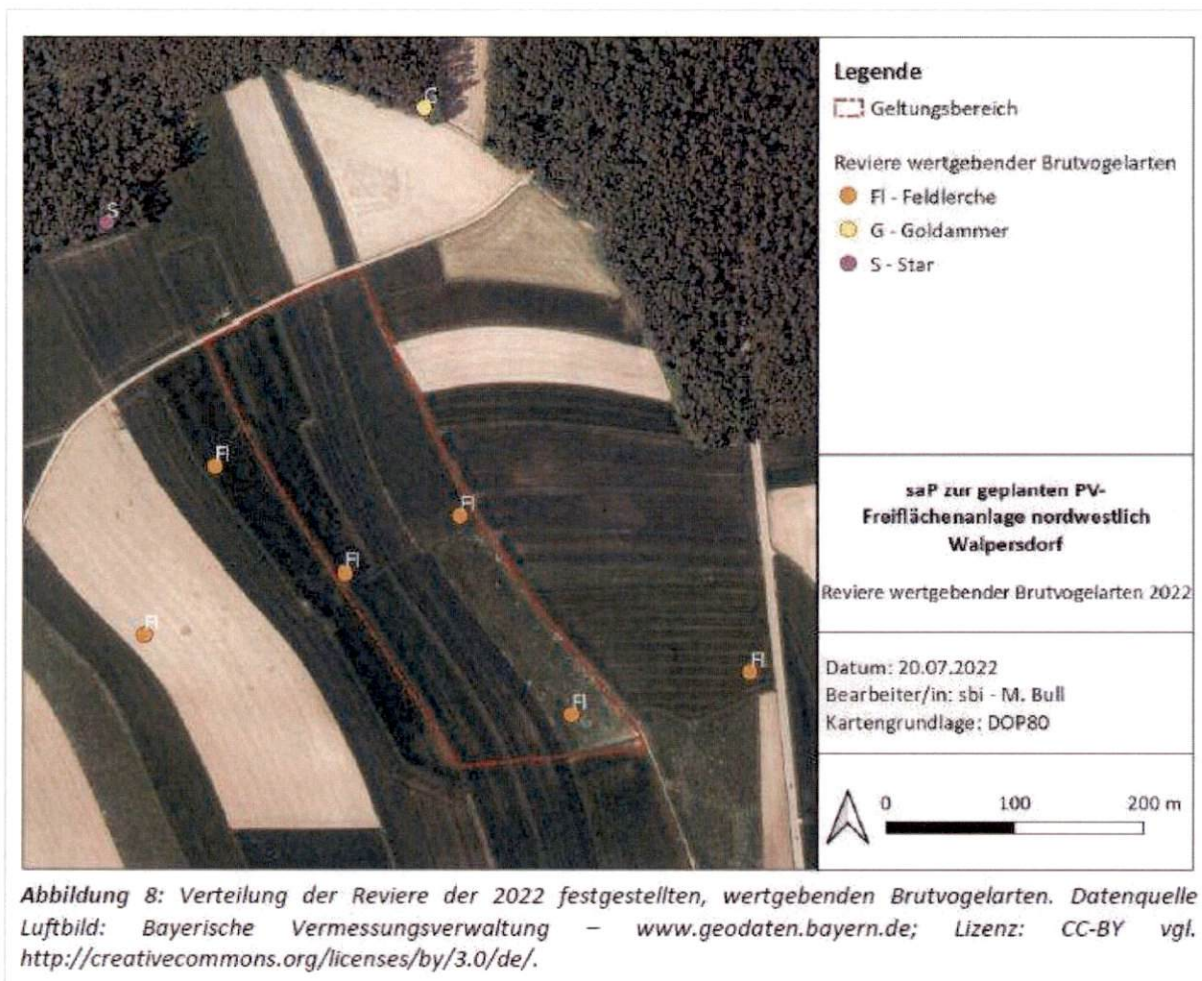 G
S
Fl
Fl
Fl
Fl
Fl
Fl
Legende
Geltungsbereich
Reviere wertgebender Brutvogelarten
Fl - Feldlerche
G - Goldammer
S - Star
saP zur geplanten PV-
Freiflächenanlage nordwestlich
Walpersdorf
Reviere wertgebender Brutvogelarten 2022
Datum: 20.07.2022
Bearbeiter/in: sbi - M. Bull
Kartengrundlage: DOP80
0 100 200 m
Abbildung 8: Verteilung der Reviere der 2022 festgestellten, wertgebenden Brutvogelarten. Datenquelle
Luftbild: Bayerische Vermessungsverwaltung – www.geodaten.bayern.de; Lizenz: CC-BY vgl.
http://creativecommons.org/licenses/by/3.0/de/.